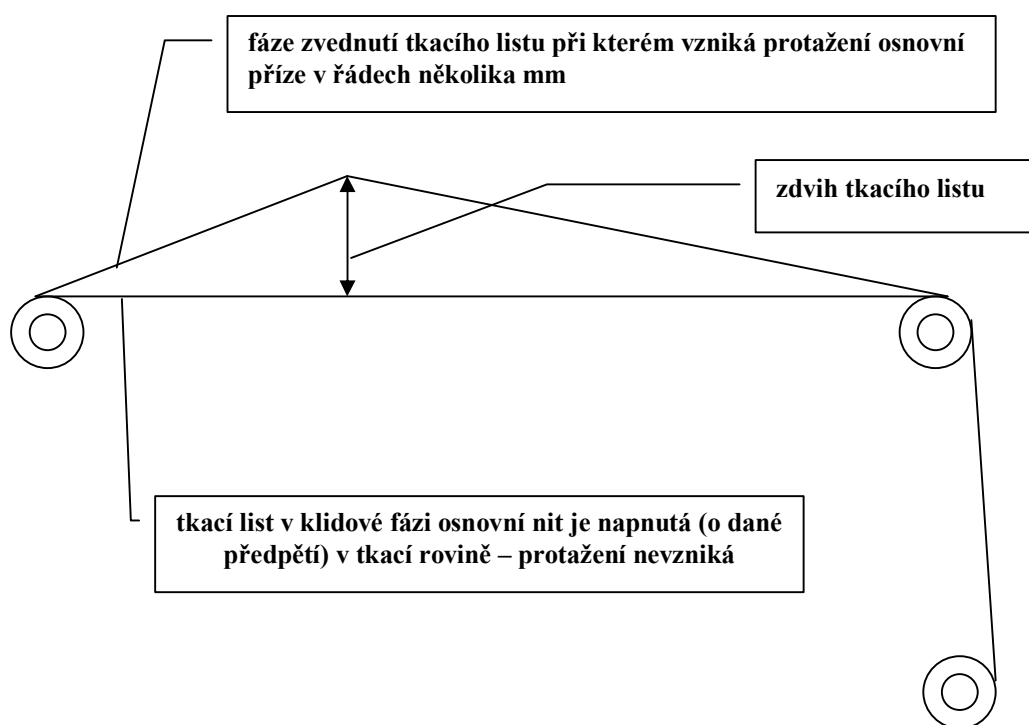 fáze zvednutí tkacího listu při kterém vzniká protažení osnovní
příze v řádech několika mm
zdvih tkacího listu
tkací list v klidové fázi osnovní nit je napnutá (o dané
předpětí) v tkací rovině – protažení nevzniká